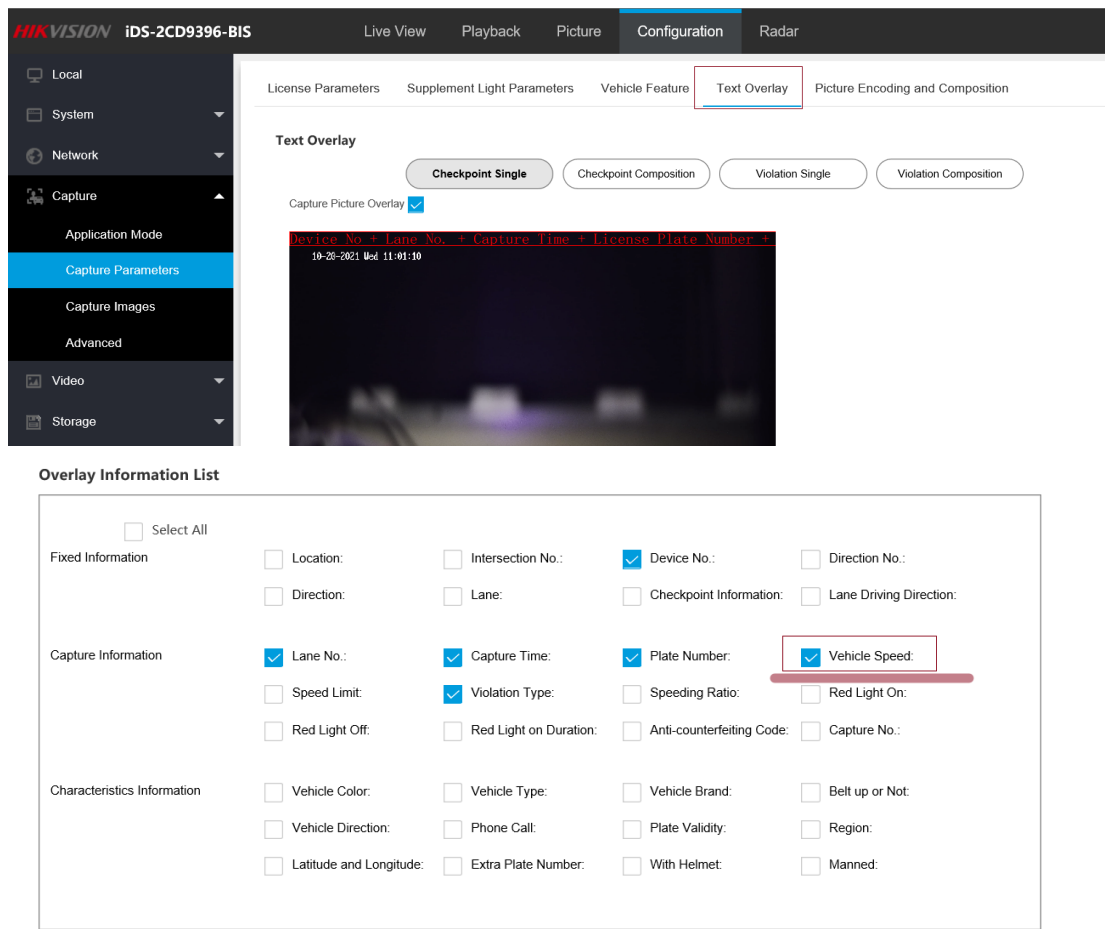 HIKVISION iDS-2CD9396-BIS Live View Playback Picture Configuration Radar
Local
System
Network
Capture
Application Mode
Capture Parameters
Capture Images
Advanced
Video
Storage
License Parameters Supplement Light Parameters Vehicle Feature Text Overlay Picture Encoding and Composition
Text Overlay
Checkpoint Single Checkpoint Composition Violation Single Violation Composition
Capture Picture Overlay
Device No + Lane No. + Capture Time + License Plate Number +
10-20-2021 Wed 11:01:10
Overlay Information List
Select All
Fixed Information Location: Intersection No.: Device No.: Direction No.:
Direction: Lane: Checkpoint Information: Lane Driving Direction:
Capture Information Lane No.: Capture Time: Plate Number: Vehicle Speed:
Speed Limit: Violation Type: Speeding Ratio: Red Light On:
Red Light Off: Red Light on Duration: Anti-counterfeiting Code: Capture No.:
Characteristics Information Vehicle Color: Vehicle Type: Vehicle Brand: Belt up or Not:
Vehicle Direction: Phone Call: Plate Validity: Region:
Latitude and Longitude: Extra Plate Number: With Helmet: Manned: